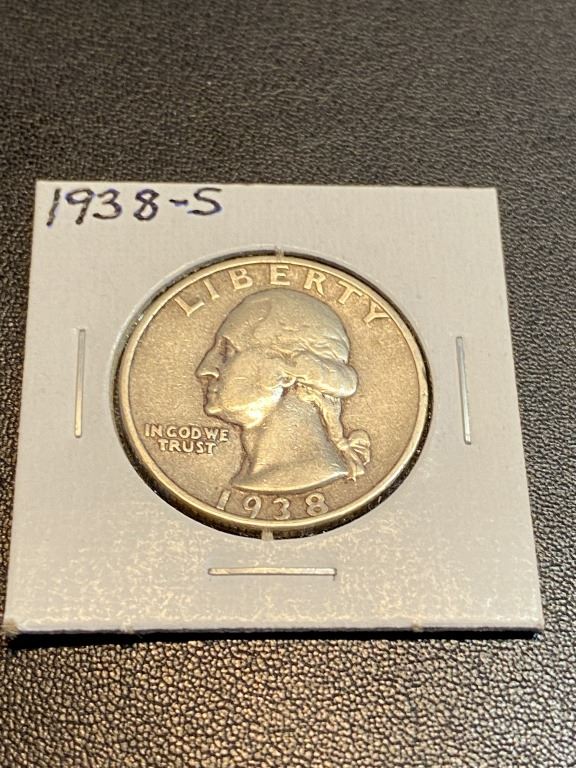 1938-S
LIBERTY
IN GOD WE
TRUST
1938